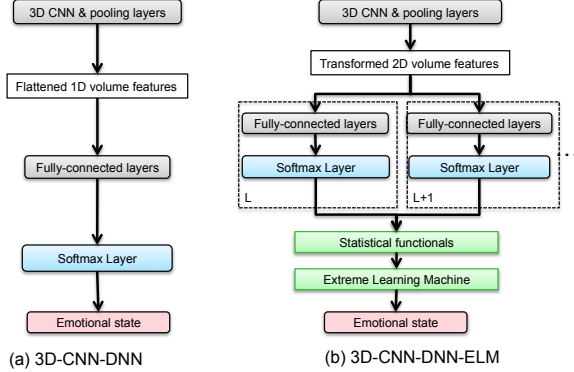 3D CNN & pooling layers
Flattened 1D volume features
Fully-connected layers
Softmax Layer
Emotional state
(a) 3D-CNN-DNN
3D CNN & pooling layers
Transformed 2D volume features
Fully-connected layers
Softmax Layer
L
Fully-connected layers
Softmax Layer
L+1
...
Statistical functionals
Extreme Learning Machine
Emotional state
(b) 3D-CNN-DNN-ELM